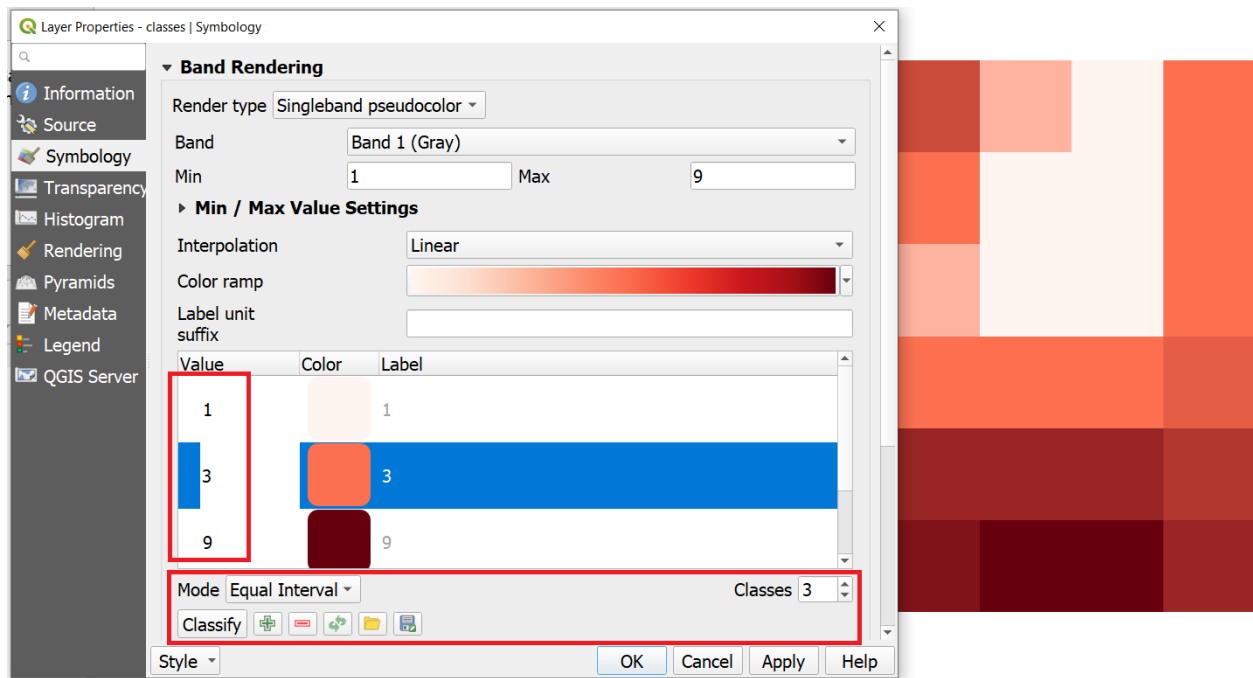 Layer Properties - classes | Symbology
Information
Source
Symbology
Transparency
Histogram
Rendering
Pyramids
Metadata
Legend
QGIS Server
Band Rendering
Render type Singleband pseudocolor
Band Band 1 (Gray)
Min 1 Max 9
Min / Max Value Settings
Interpolation Linear
Color ramp
Label unit
suffix
Value Color Label
1 1
3 3
9 9
Mode Equal Interval Classes 3
Classify
Style OK Cancel Apply Help